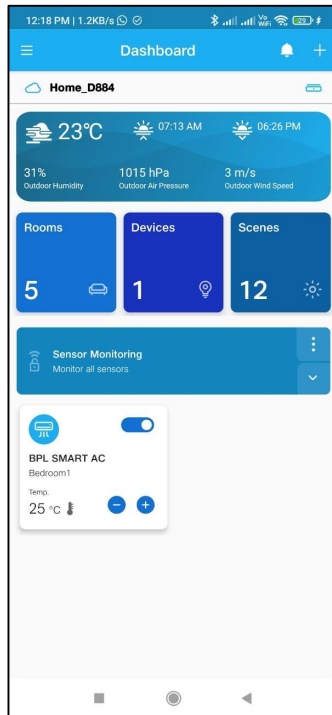 12:18 PM | 1.2KB/s
Vo WiFi 29
Dashboard
Home_D884
23°C 07:13 AM 06:26 PM
31% 1015 hPa 3 m/s
Outdoor Humidity Outdoor Air Pressure Outdoor Wind Speed
Rooms Devices Scenes
5 1 12
Sensor Monitoring
Monitor all sensors
BPL SMART AC
Bedroom1
Temp.
25 °C